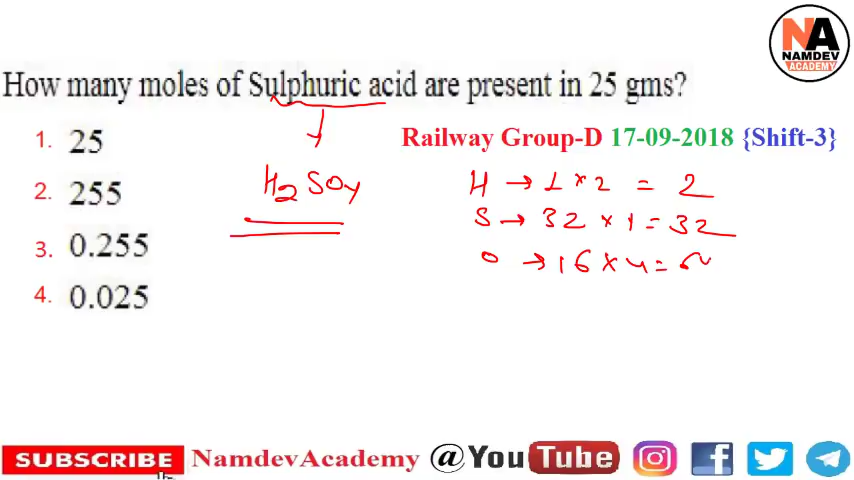 NA
NAMDEV
ACADEMY
How many moles of Sulphuric acid are present in 25 gms?
1. 25
Railway Group-D 17-09-2018 {Shift-3}
2. 255
3. 0.255
4. 0.025
H2SO4
H → 1 × 2 = 2
S → 32 × 1 = 32
O → 16 × 4 =
SUBSCRIBE NamdevAcademy @YouTube